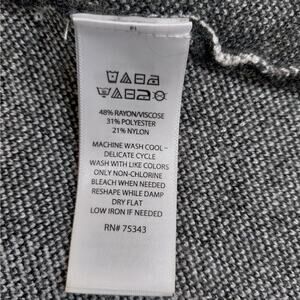 48% RAYON/VISCOSE
31% POLYESTER
21% NYLON
MACHINE WASH COOL–
DELICATE CYCLE
WASH WITH LIKE COLORS
ONLY NON-CHLORINE
BLEACH WHEN NEEDED
RESHAPE WHILE DAMP
DRY FLAT
LOW IRON IF NEEDED
RN# 75343